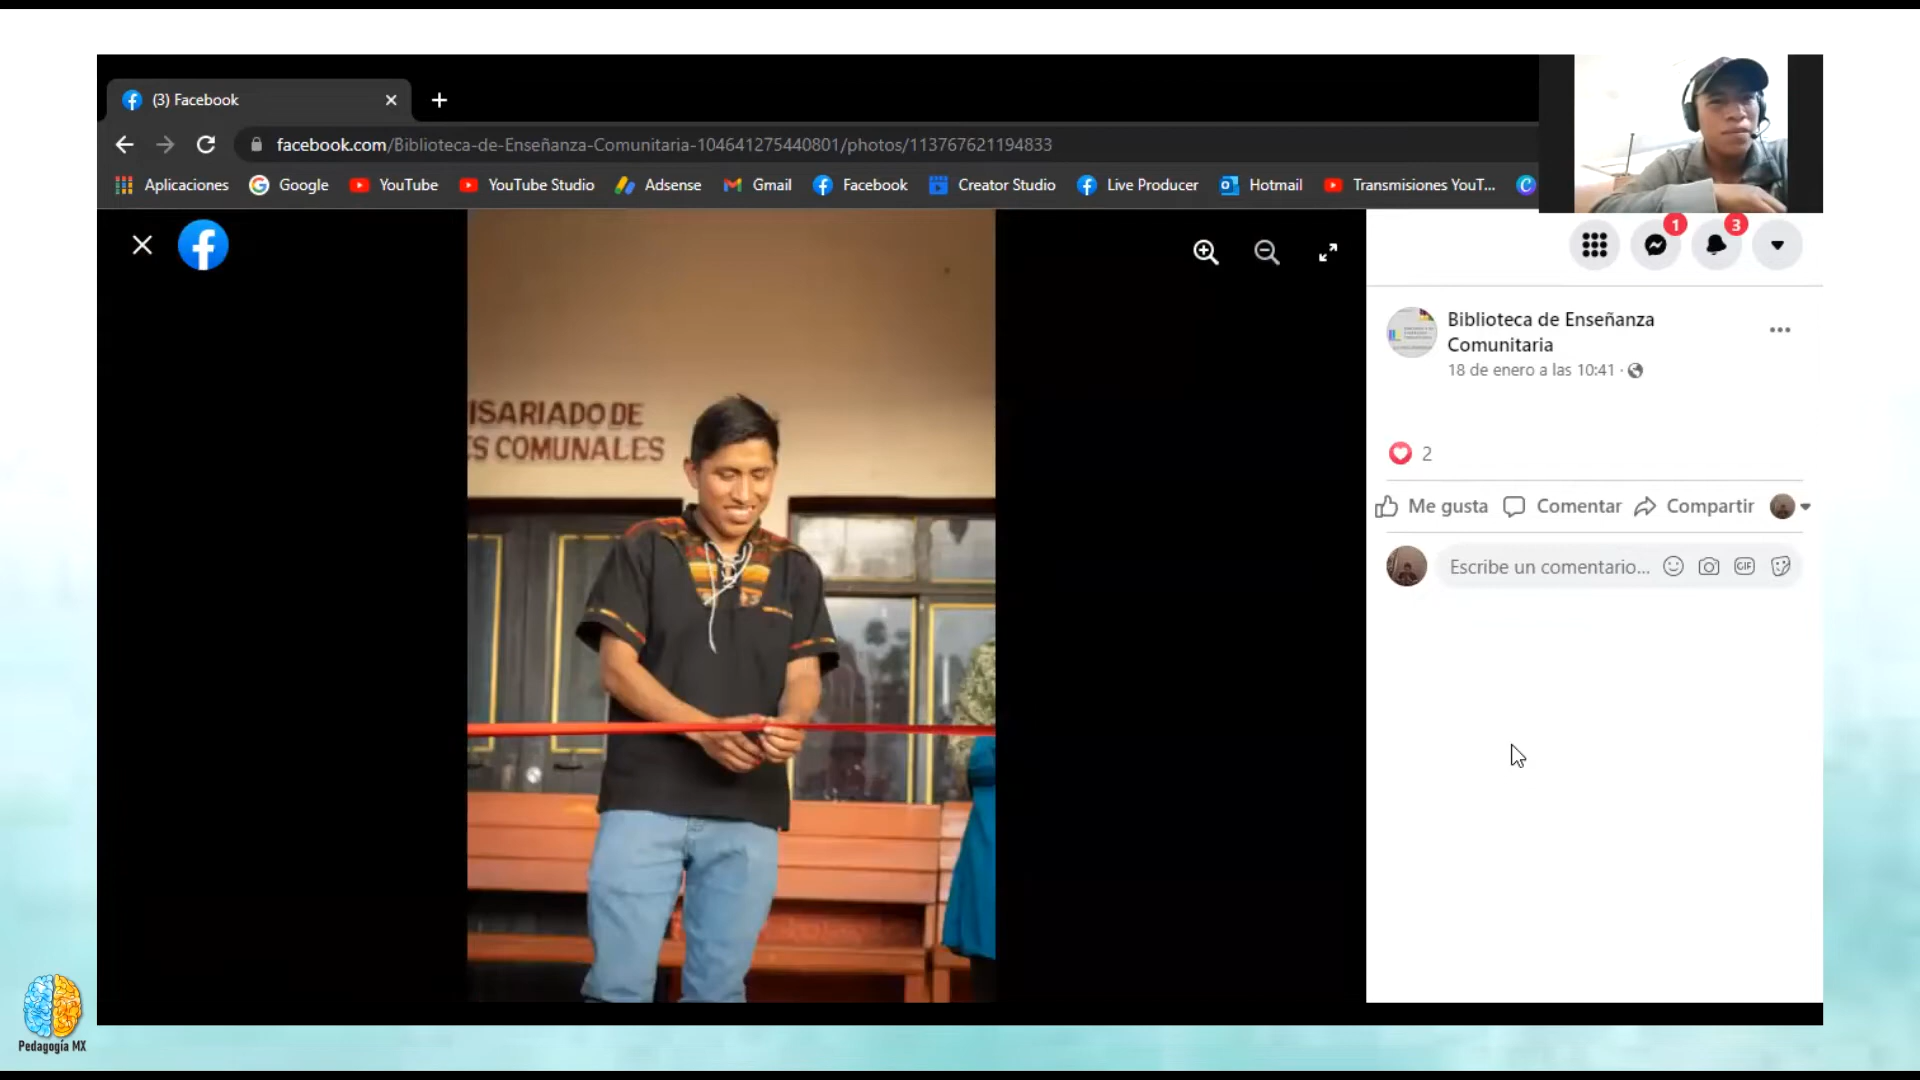 (3) Facebook
facebook.com/Biblioteca-de-Enseñanza-Comunitaria-104641275440801/photos/113767621194833
Aplicaciones Google YouTube YouTube Studio Adsense Gmail Facebook Creator Studio Live Producer Hotmail Transmisiones YouT...
1 3
ISARIADO DE
S COMUNALES
Biblioteca de Enseñanza
Comunitaria
18 de enero a las 10:41
2
Me gusta Comentar Compartir
Escribe un comentario... GIF
Pedagogía MX